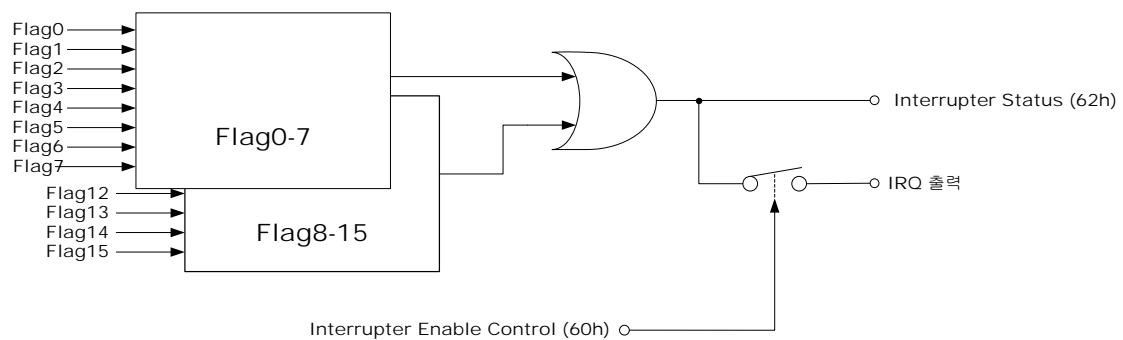 Flag0
Flag1
Flag2
Flag3
Flag4
Flag5
Flag6
Flag7
Flag0-7
Flag12
Flag13
Flag14
Flag15
Flag8-15
Interrupter Status (62h)
IRQ 출력
Interrupter Enable Control (60h)